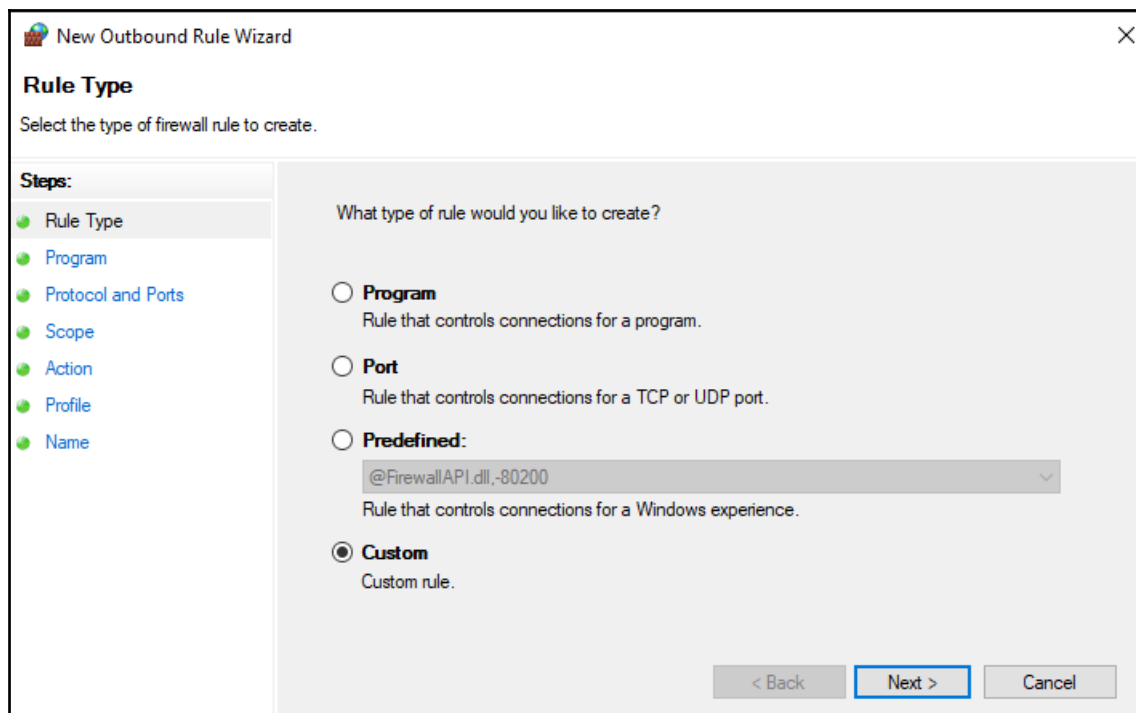 New Outbound Rule Wizard
Rule Type
Select the type of firewall rule to create.
Steps:
Rule Type
Program
Protocol and Ports
Scope
Action
Profile
Name
What type of rule would you like to create?
Program
Rule that controls connections for a program.
Port
Rule that controls connections for a TCP or UDP port.
Predefined:
@FirewallAPI.dll,-80200
Rule that controls connections for a Windows experience.
Custom
Custom rule.
< Back
Next >
Cancel